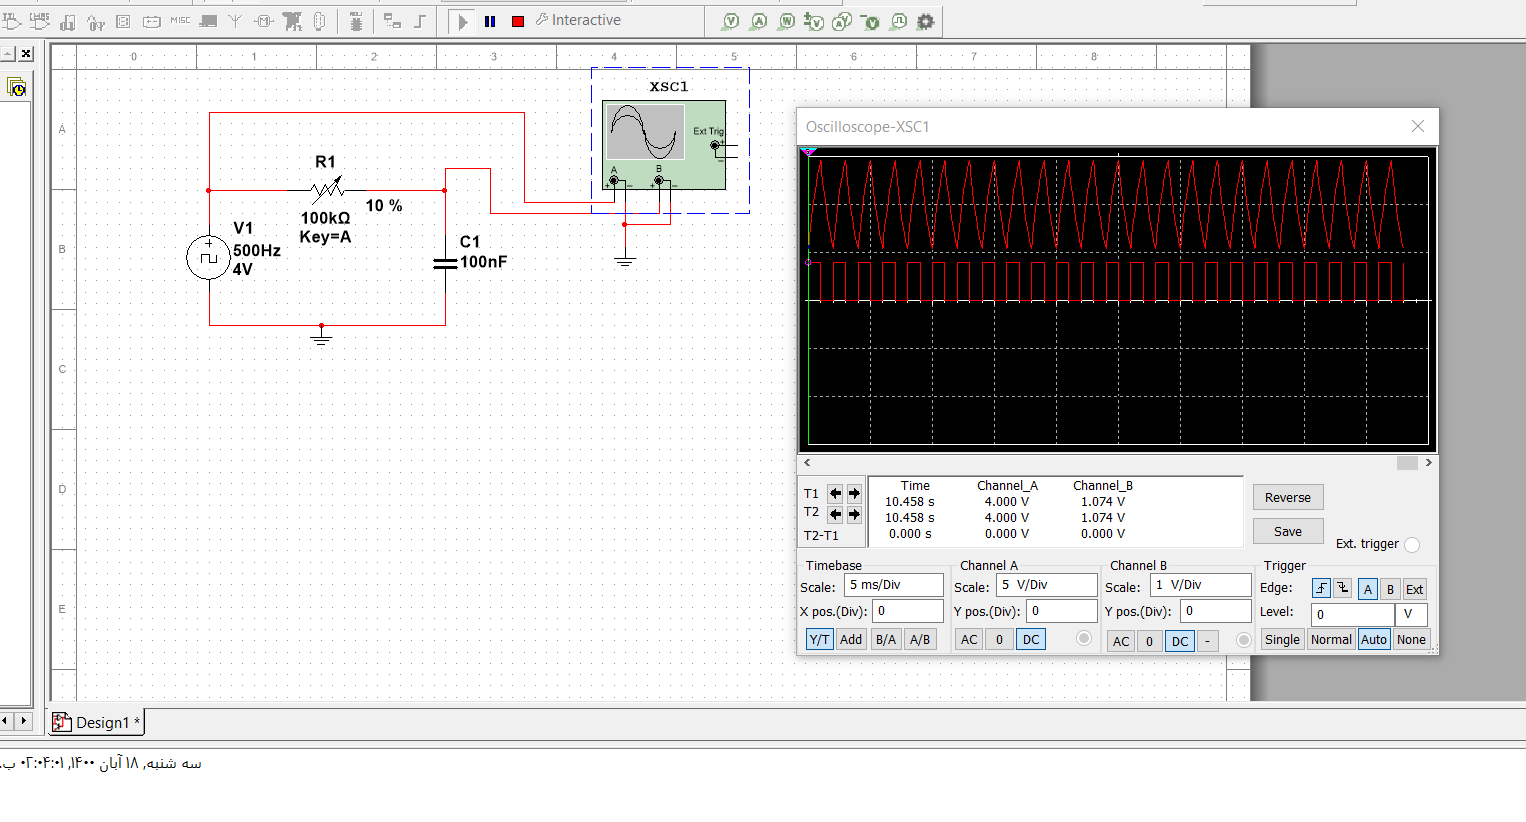 MISC
Interactive
0 1 2 3 4 5 6 7 8
A
B
C
D
E
XSC1
Ext Trig
A B
R1
100kΩ
Key=A
10 %
V1
500Hz
4V
C1
100nF
Oscilloscope-XSC1
Time Channel_A Channel_B
T1 10.458 s 4.000 V 1.074 V
T2 10.458 s 4.000 V 1.074 V
T2-T1 0.000 s 0.000 V 0.000 V
Reverse
Save
Ext. trigger
Timebase
Scale: 5 ms/Div
X pos.(Div): 0
Y/T Add B/A A/B
Channel A
Scale: 5 V/Div
Y pos.(Div): 0
AC 0 DC
Channel B
Scale: 1 V/Div
Y pos.(Div): 0
AC 0 DC -
Trigger
Edge: A B Ext
Level: 0 V
Single Normal Auto None
Design1 *
سه شنبه, ۱۸ آبان ۱۴۰۰, ۰۲:۰۴:۰۱ ب.